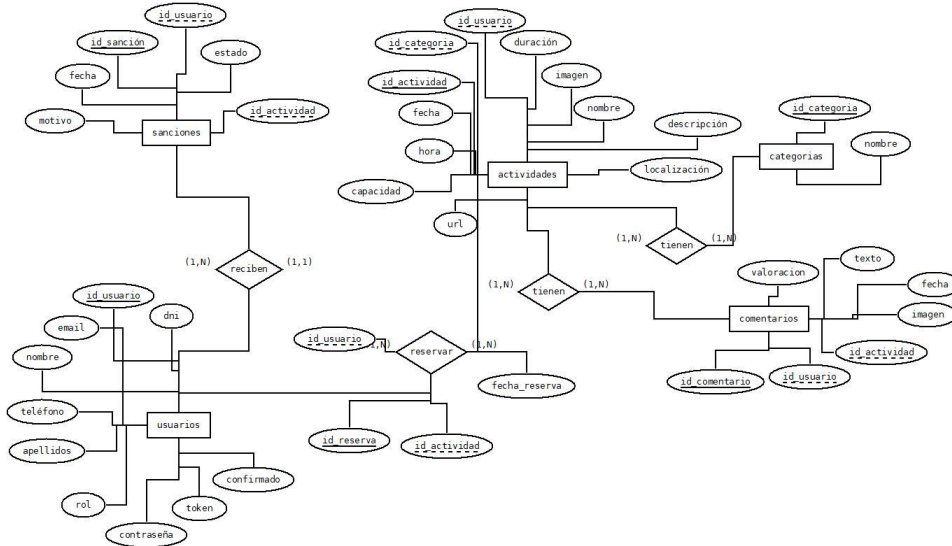 id_usuario
id_sanción
estado
fecha
id_actividad
motivo
sanciones
id_usuario
id_categoria
duración
id_actividad
imagen
fecha
nombre
descripción
hora
localización
capacidad
actividades
url
id_categoria
nombre
categorias
(1,N) tienen (1,N)
(1,N) reciben (1,1)
(1,N) tienen (1,N)
valoracion
texto
fecha
imagen
comentarios
id_actividad
id_comentario
id_usuario
id_usuario
dni
email
nombre
teléfono
usuarios
apellidos
confirmado
rol
token
contraseña
id_usuario
reservar (1,N)
fecha_reserva
id_reserva
id_actividad